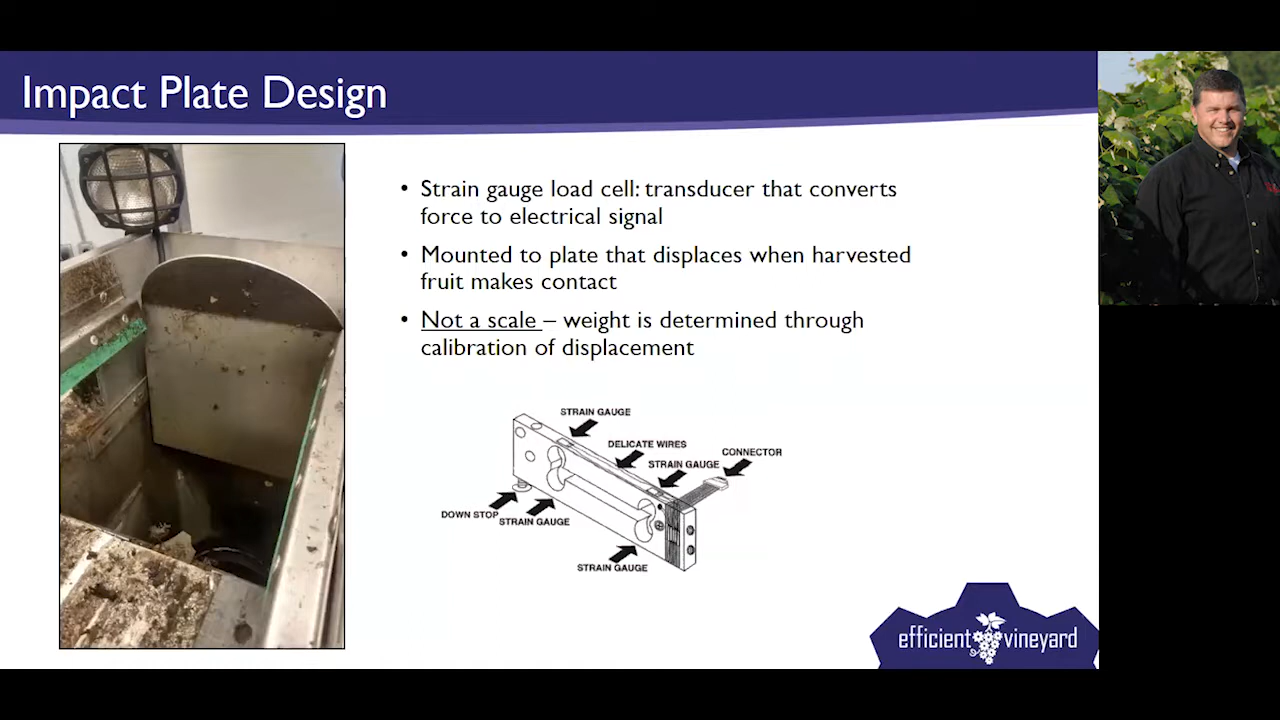 Impact Plate Design
• Strain gauge load cell: transducer that converts
force to electrical signal
• Mounted to plate that displaces when harvested
fruit makes contact
• Not a scale – weight is determined through
calibration of displacement
STRAIN GAUGE
DELICATE WIRES
STRAIN GAUGE
CONNECTOR
DOWN STOP
STRAIN GAUGE
STRAIN GAUGE
efficient vineyard